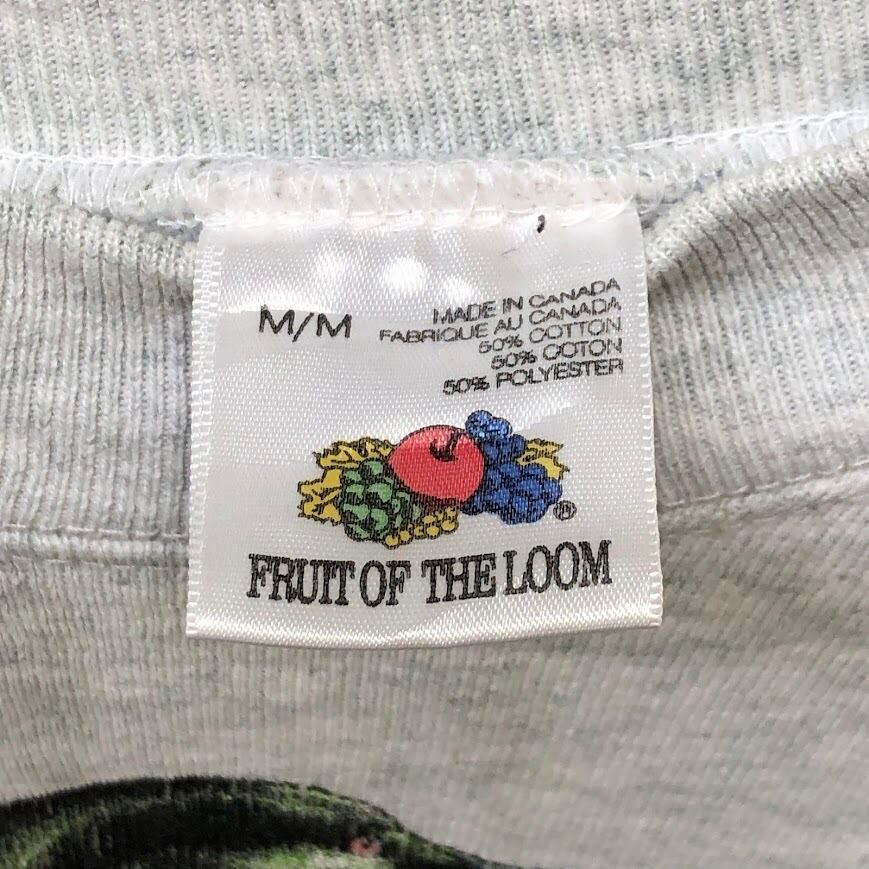 M/M
MADE IN CANADA
FABRIQUE AU CANADA
50% COTTON
50% COTON
50% POLYESTER
®
FRUIT OF THE LOOM